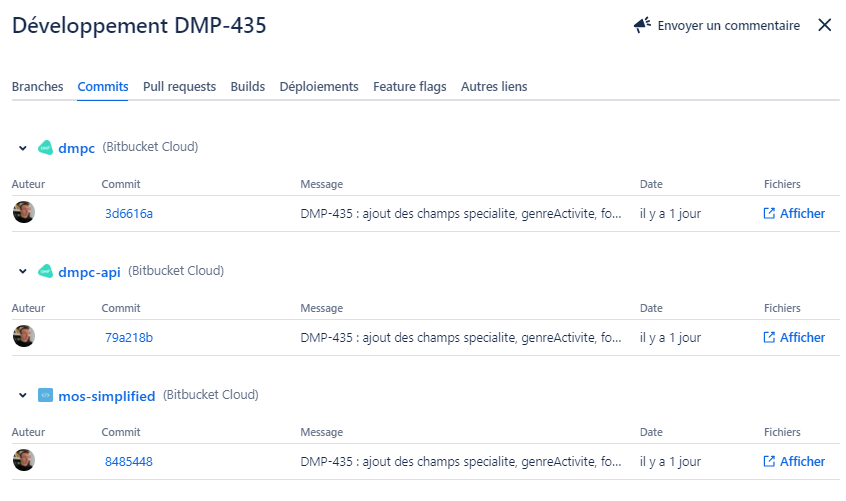 Développement DMP-435
Envoyer un commentaire
Branches Commits Pull requests Builds Déploiements Feature flags Autres liens
dmpc (Bitbucket Cloud)
Auteur Commit Message Date Fichiers
3d6616a DMP-435 : ajout des champs specialite, genreActivite, fo... il y a 1 jour Afficher
dmpc-api (Bitbucket Cloud)
Auteur Commit Message Date Fichiers
79a218b DMP-435 : ajout des champs specialite, genreActivite, fo... il y a 1 jour Afficher
mos-simplified (Bitbucket Cloud)
Auteur Commit Message Date Fichiers
8485448 DMP-435 : ajout des champs specialite, genreActivite, fo... il y a 1 jour Afficher